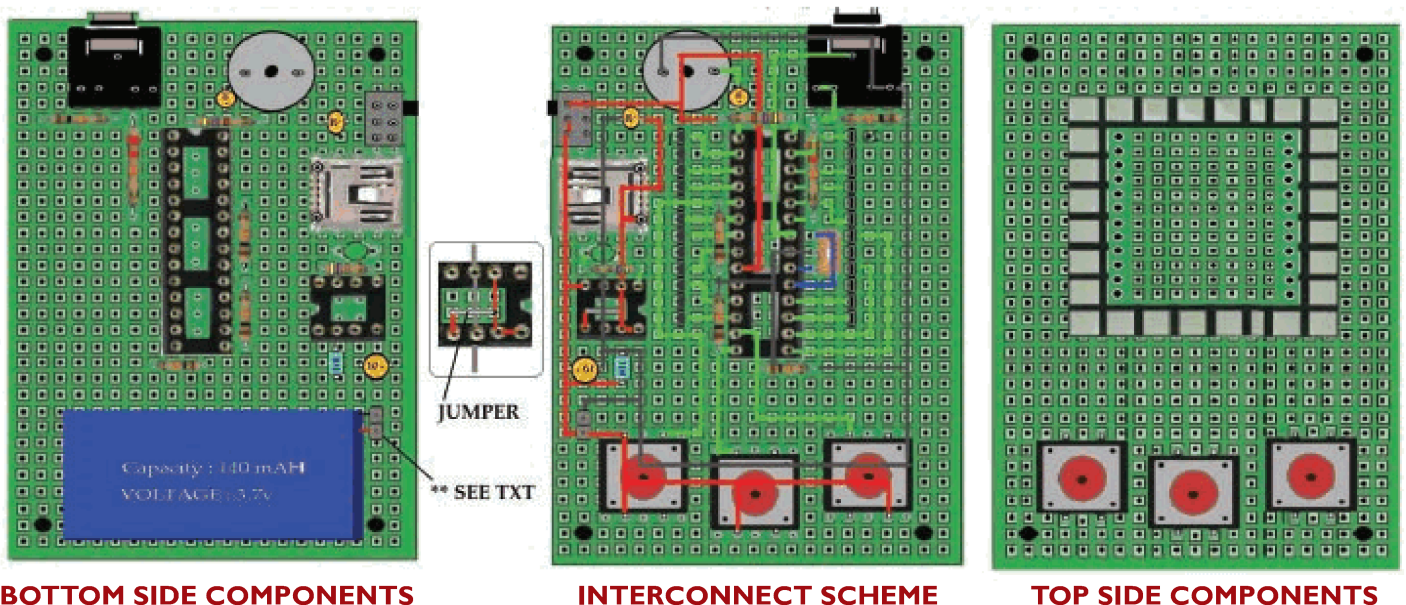 Capacity : 140 mAH
VOLTAGE : 3.7v
JUMPER
** SEE TXT
BOTTOM SIDE COMPONENTS
INTERCONNECT SCHEME
TOP SIDE COMPONENTS